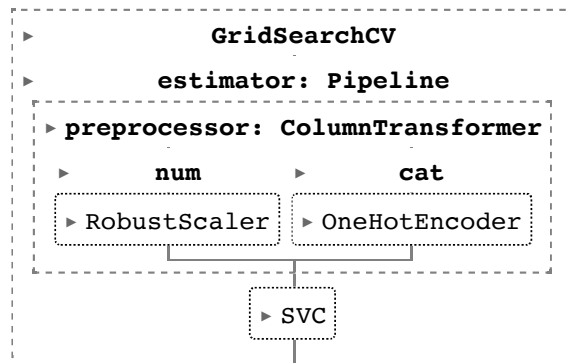 ▸ GridSearchCV
▸ estimator: Pipeline
▸ preprocessor: ColumnTransformer
▸ num ▸ cat
▸ RobustScaler ▸ OneHotEncoder
▸ SVC